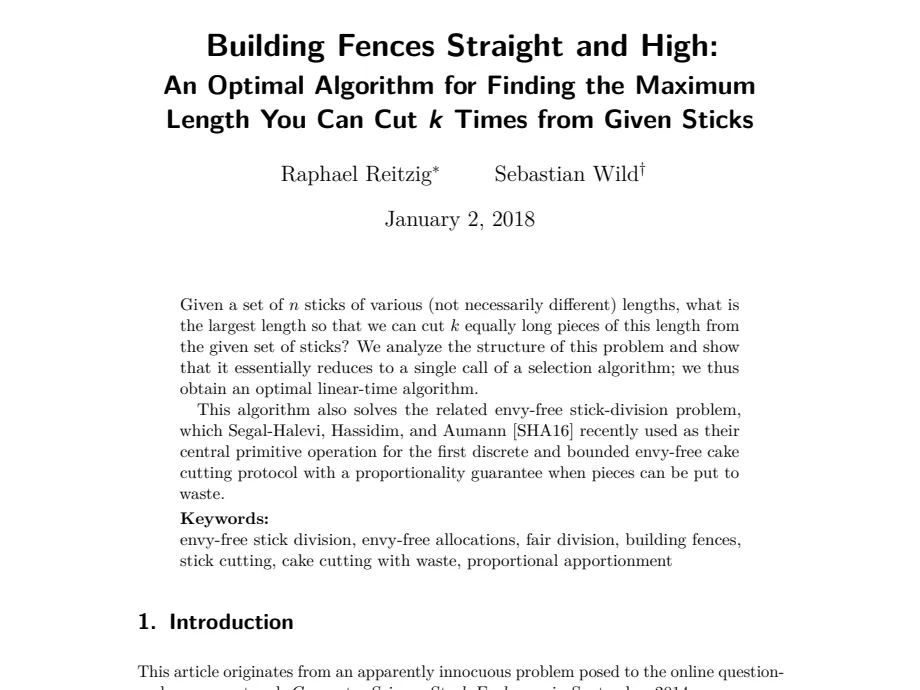 Building Fences Straight and High:
An Optimal Algorithm for Finding the Maximum
Length You Can Cut k Times from Given Sticks
Raphael Reitzig* Sebastian Wild†
January 2, 2018
Given a set of n sticks of various (not necessarily different) lengths, what is
the largest length so that we can cut k equally long pieces of this length from
the given set of sticks? We analyze the structure of this problem and show
that it essentially reduces to a single call of a selection algorithm; we thus
obtain an optimal linear-time algorithm.
This algorithm also solves the related envy-free stick-division problem,
which Segal-Halevi, Hassidim, and Aumann [SHA16] recently used as their
central primitive operation for the first discrete and bounded envy-free cake
cutting protocol with a proportionality guarantee when pieces can be put to
waste.
Keywords:
envy-free stick division, envy-free allocations, fair division, building fences,
stick cutting, cake cutting with waste, proportional apportionment
1. Introduction
This article originates from an apparently innocuous problem posed to the online question-